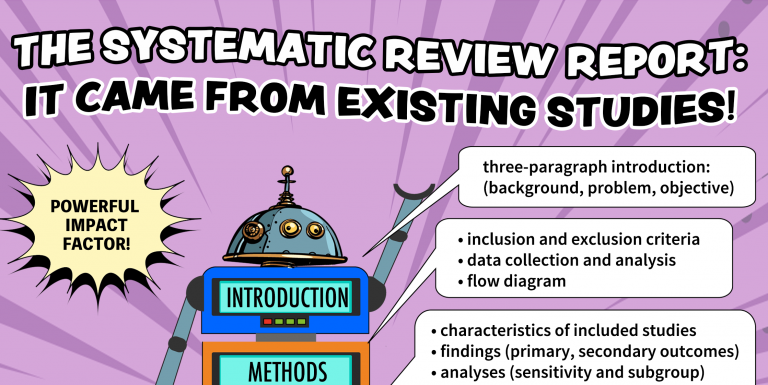 THE SYSTEMATIC REVIEW REPORT:
IT CAME FROM EXISTING STUDIES!
POWERFUL
IMPACT
FACTOR!
three-paragraph introduction:
(background, problem, objective)
INTRODUCTION
• inclusion and exclusion criteria
• data collection and analysis
• flow diagram
METHODS
• characteristics of included studies
• findings (primary, secondary outcomes)
• analyses (sensitivity and subgroup)